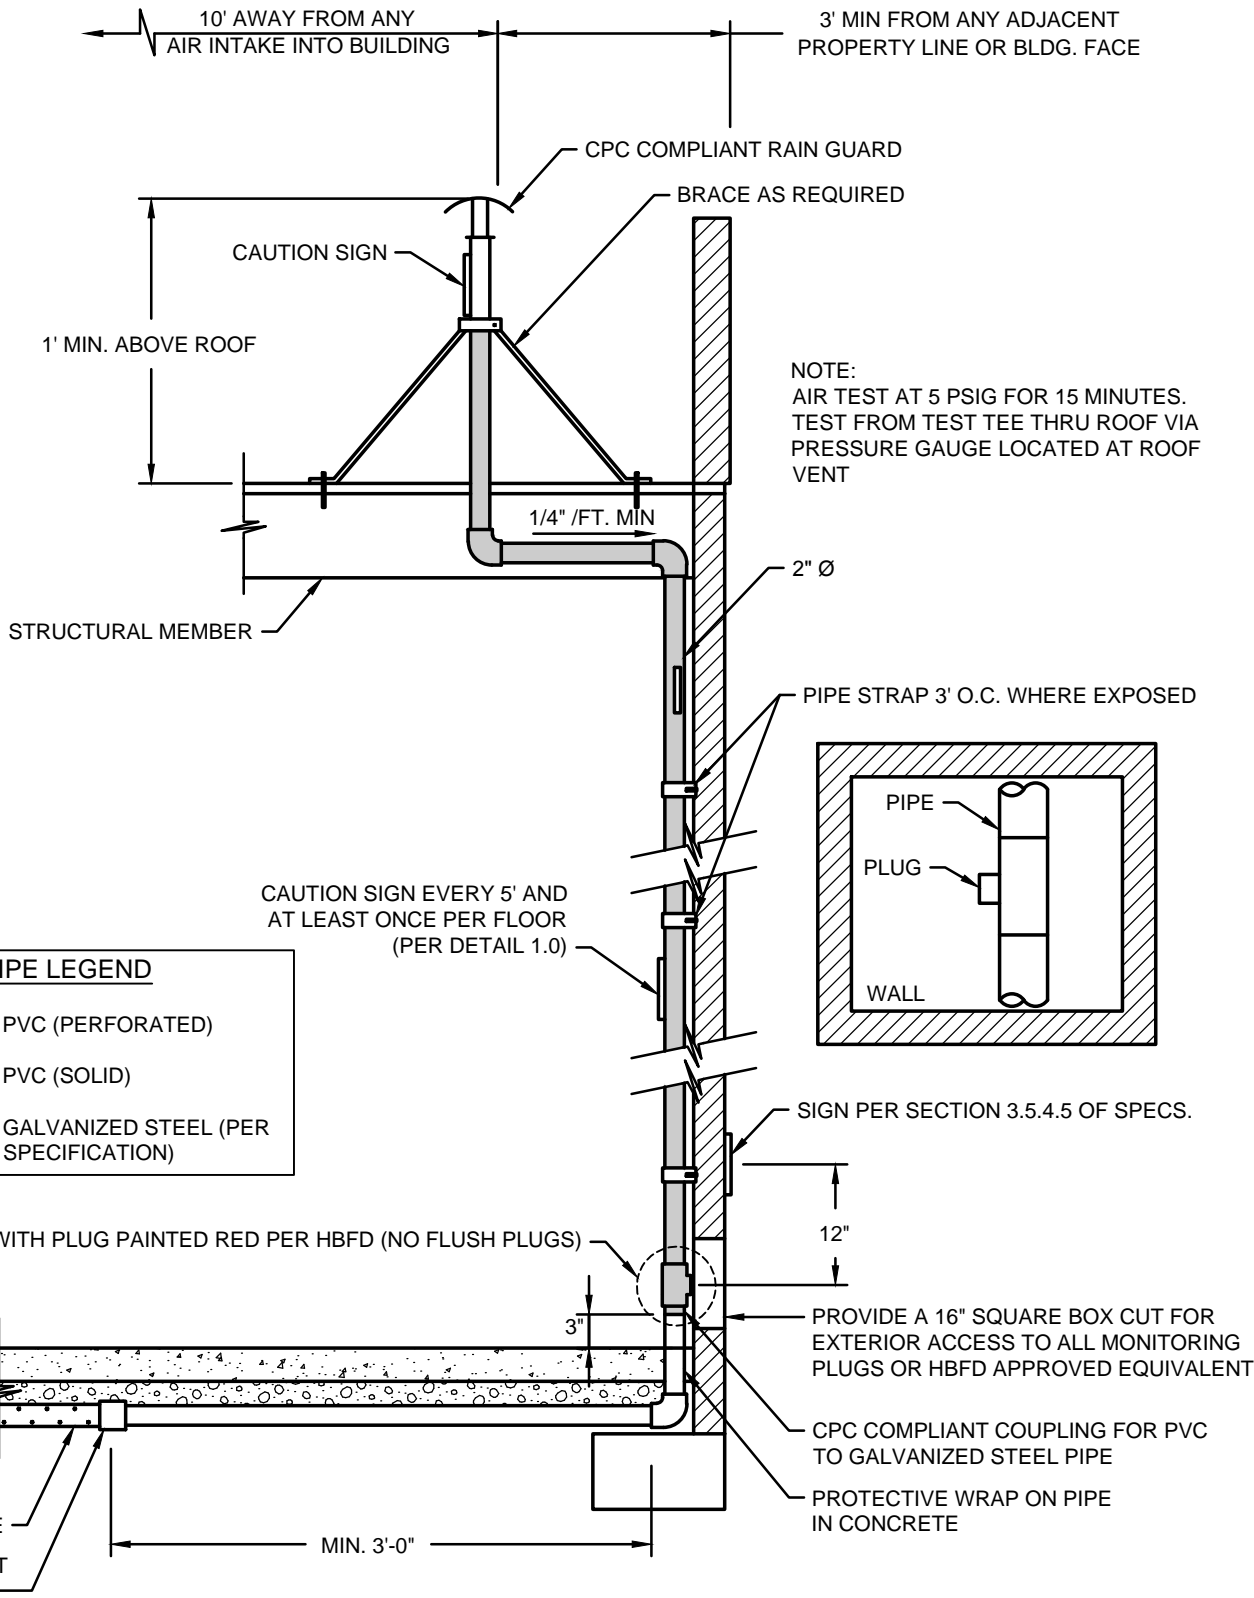 10' AWAY FROM ANY
AIR INTAKE INTO BUILDING
3' MIN FROM ANY ADJACENT
PROPERTY LINE OR BLDG. FACE
CPC COMPLIANT RAIN GUARD
BRACE AS REQUIRED
CAUTION SIGN
1' MIN. ABOVE ROOF
NOTE:
AIR TEST AT 5 PSIG FOR 15 MINUTES.
TEST FROM TEST TEE THRU ROOF VIA
PRESSURE GAUGE LOCATED AT ROOF
VENT
1/4" /FT. MIN
2" Ø
STRUCTURAL MEMBER
PIPE STRAP 3' O.C. WHERE EXPOSED
PIPE
PLUG
WALL
CAUTION SIGN EVERY 5' AND
AT LEAST ONCE PER FLOOR
(PER DETAIL 1.0)
IPE LEGEND
PVC (PERFORATED)
PVC (SOLID)
GALVANIZED STEEL (PER
SPECIFICATION)
SIGN PER SECTION 3.5.4.5 OF SPECS.
12"
WITH PLUG PAINTED RED PER HBFD (NO FLUSH PLUGS)
3"
PROVIDE A 16" SQUARE BOX CUT FOR
EXTERIOR ACCESS TO ALL MONITORING
PLUGS OR HBFD APPROVED EQUIVALENT
CPC COMPLIANT COUPLING FOR PVC
TO GALVANIZED STEEL PIPE
PROTECTIVE WRAP ON PIPE
IN CONCRETE
E
T
MIN. 3'-0"